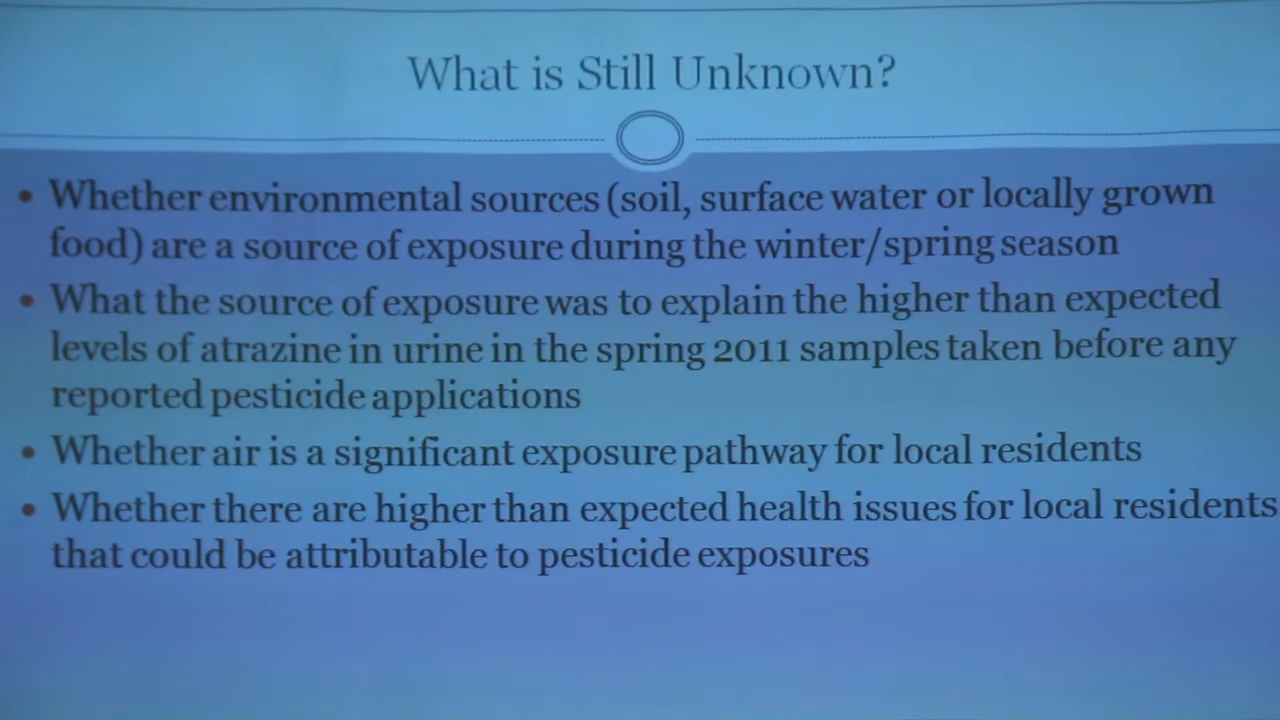 What is Still Unknown?
• Whether environmental sources (soil, surface water or locally grown
food) are a source of exposure during the winter/spring season
• What the source of exposure was to explain the higher than expected
levels of atrazine in urine in the spring 2011 samples taken before any
reported pesticide applications
• Whether air is a significant exposure pathway for local residents
• Whether there are higher than expected health issues for local residents
that could be attributable to pesticide exposures